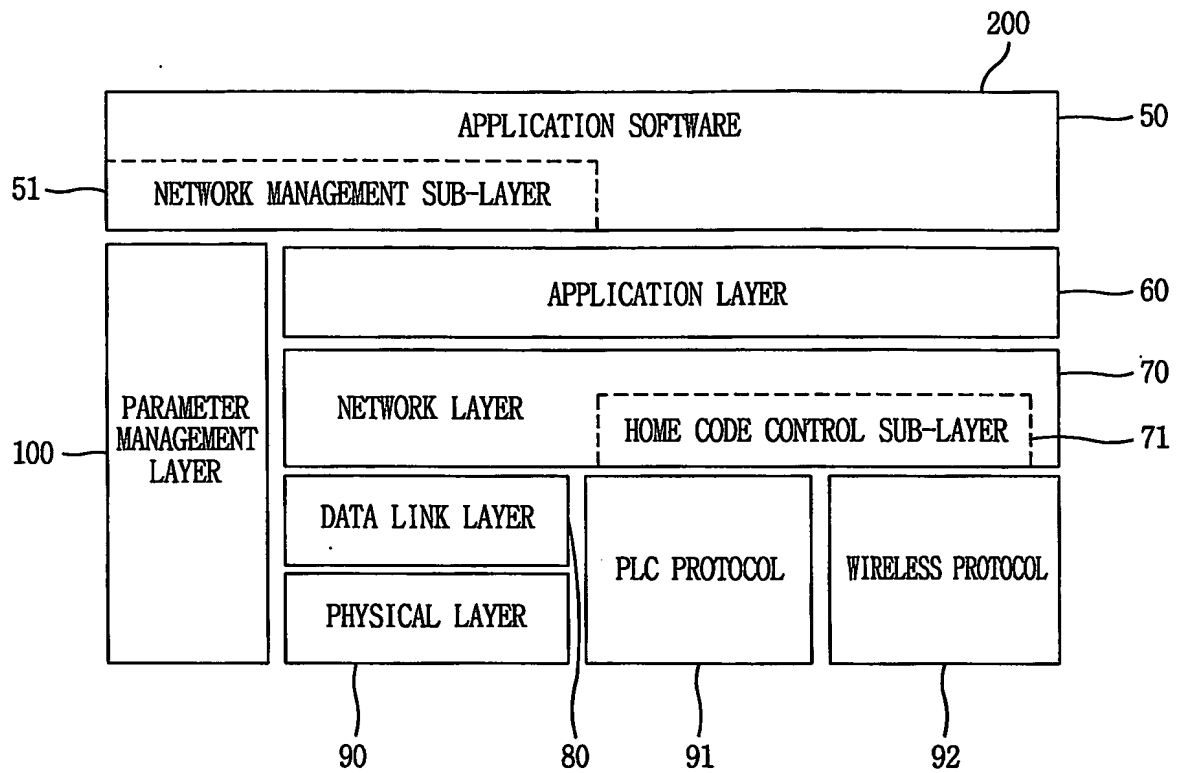 200
APPLICATION SOFTWARE
50
51
NETWORK MANAGEMENT SUB-LAYER
APPLICATION LAYER
60
70
NETWORK LAYER
HOME CODE CONTROL SUB-LAYER
71
PARAMETER
MANAGEMENT
LAYER
100
DATA LINK LAYER
PLC PROTOCOL
WIRELESS PROTOCOL
PHYSICAL LAYER
90
80
91
92